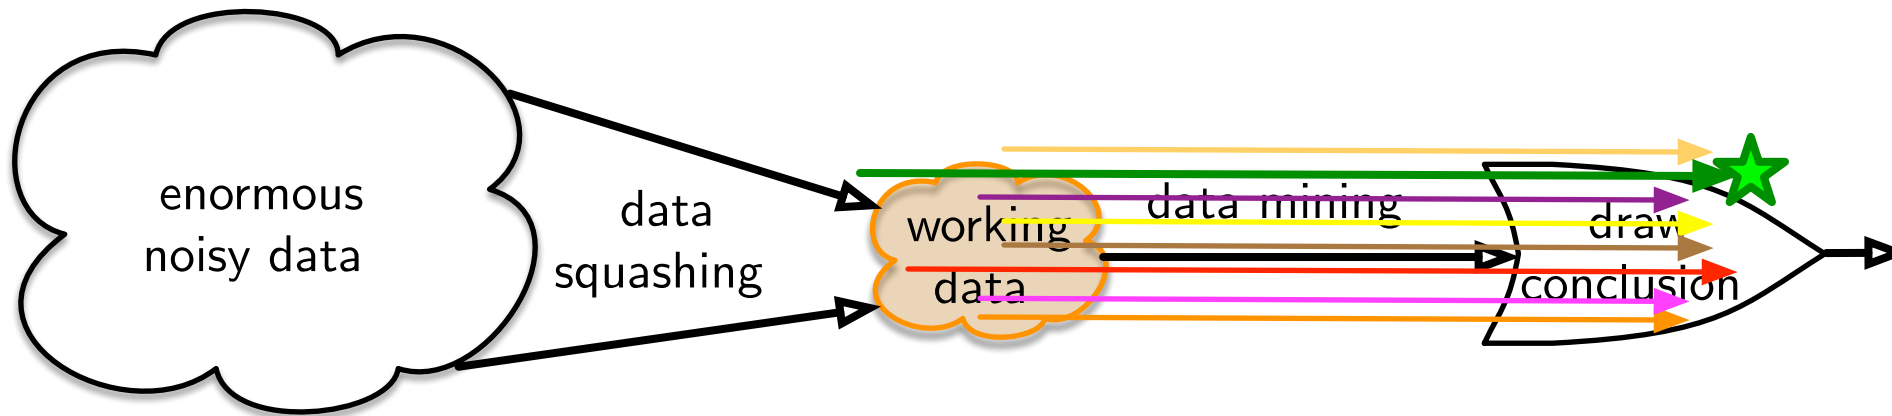 enormous
noisy data
data
squashing
working
data
data mining
draw
conclusion